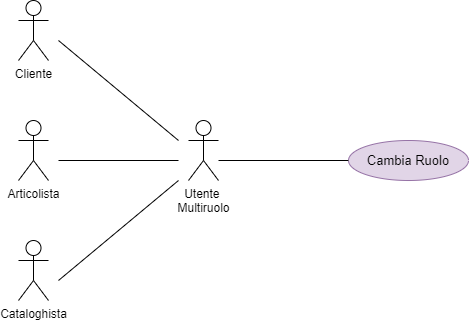 Cliente
Articolista
Utente
Multiruolo
Cambia Ruolo
Cataloghista